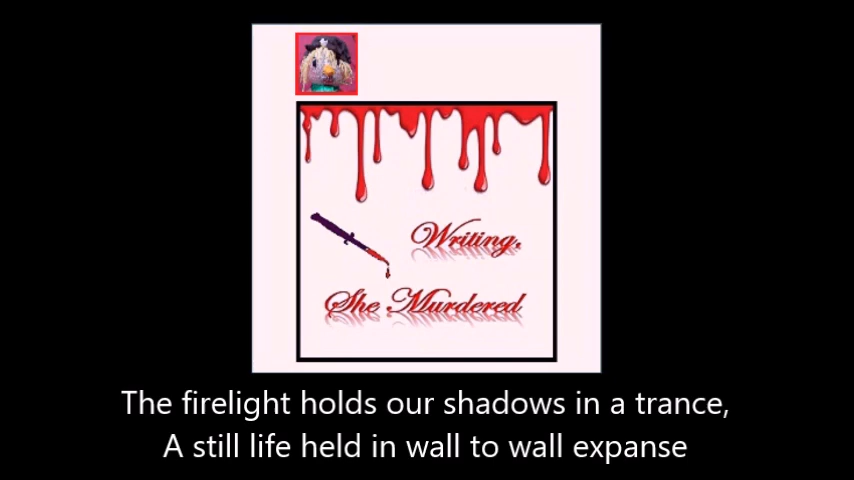 Writing,
She Murdered
The firelight holds our shadows in a trance,
A still life held in wall to wall expanse